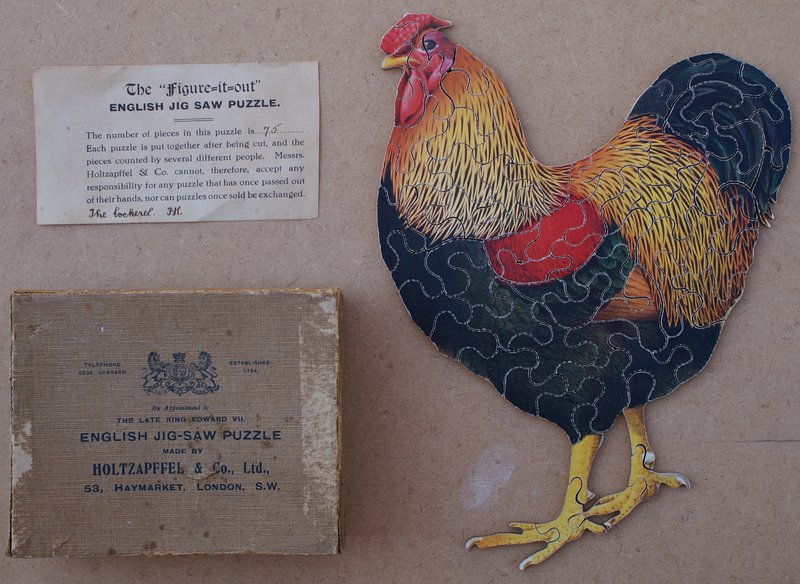 The "Figure=it=out"
ENGLISH JIG SAW PUZZLE.
The number of pieces in this puzzle is...75..........
Each puzzle is put together after being cut, and the
pieces counted by several different people. Messrs.
Holtzapffel & Co. cannot, therefore, accept any
responsibility for any puzzle that has once passed out
of their hands, nor can puzzles once sold be exchanged.
The Cockerel.
TELEPHONE
GERRARD
ESTABLISHED
1794.
By Appointment to
THE LATE KING EDWARD VII.
ENGLISH JIG-SAW PUZZLE
MADE BY
HOLTZAPFFEL & Co., Ltd.,
53, HAYMARKET, LONDON, S.W.